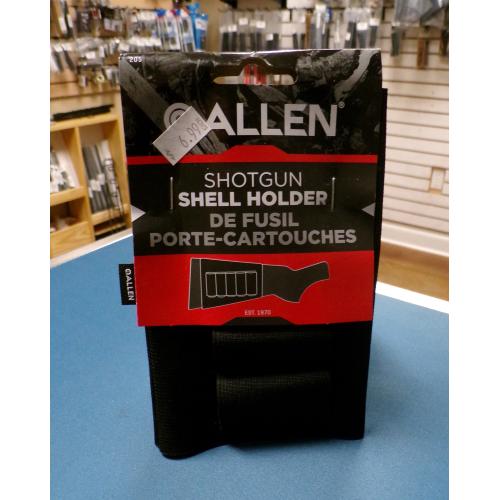 205
ALLEN®
$ 6.99
SHOTGUN
SHELL HOLDER
DE FUSIL
PORTE-CARTOUCHES
ALLEN
EST. 1970